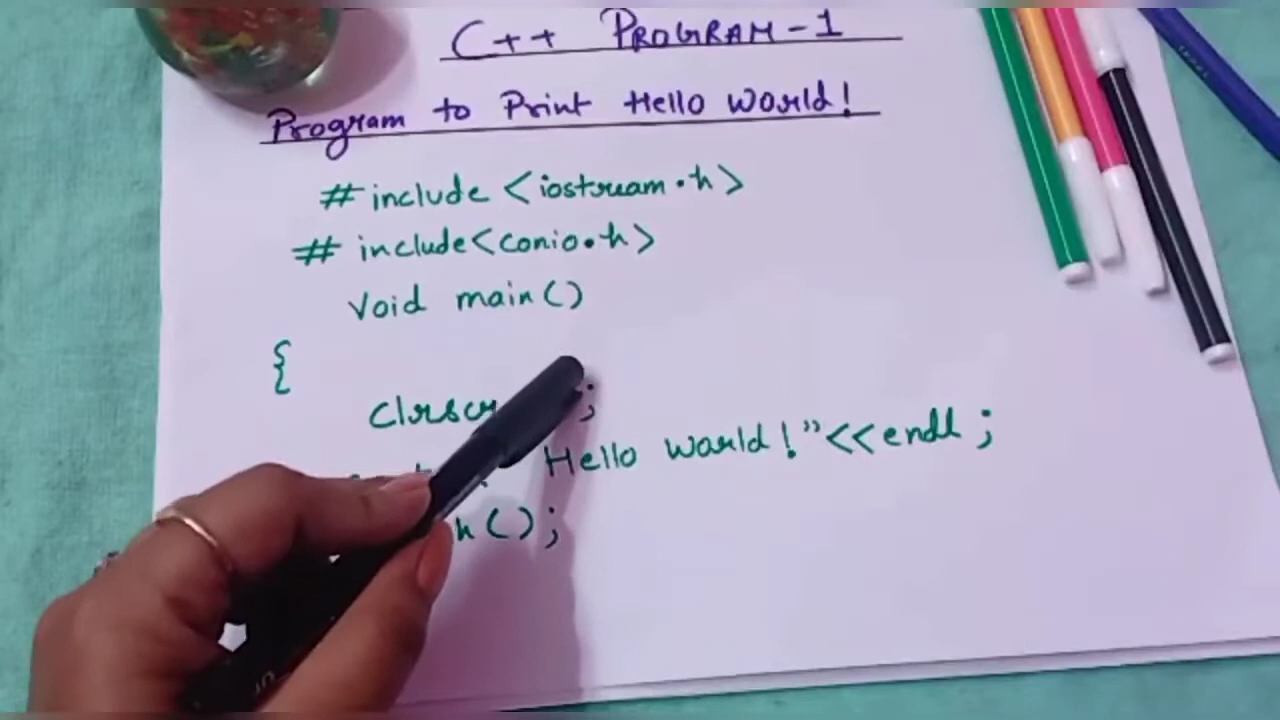 C++ PROGRAM-1
Program to Print Hello World!
# include <iostream.h>
# include<conio.h>
void main()
{
clrscr ;
Hello world!"<<endl ;
h();